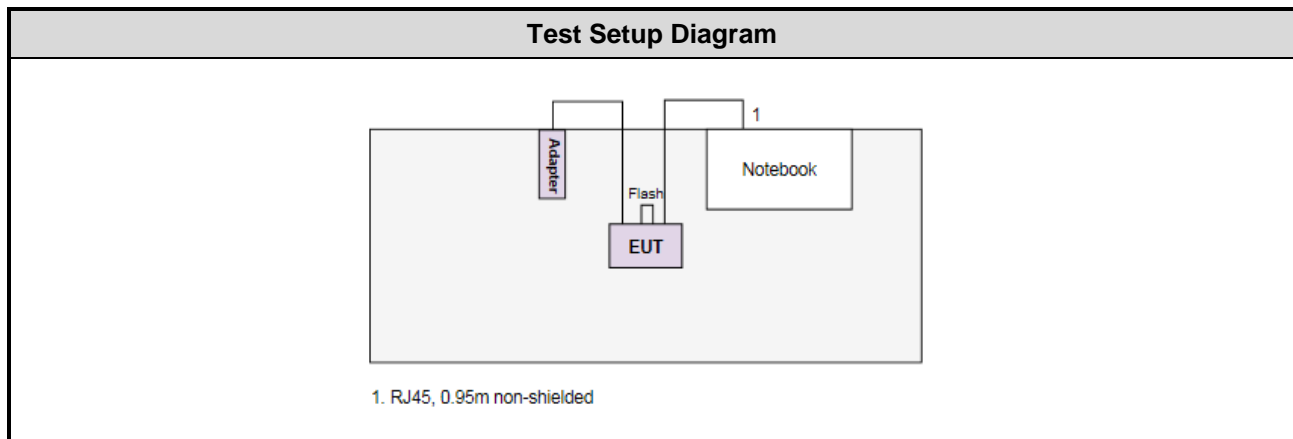 Test Setup Diagram
1
Adapter
Notebook
Flash
EUT
1. RJ45, 0.95m non-shielded